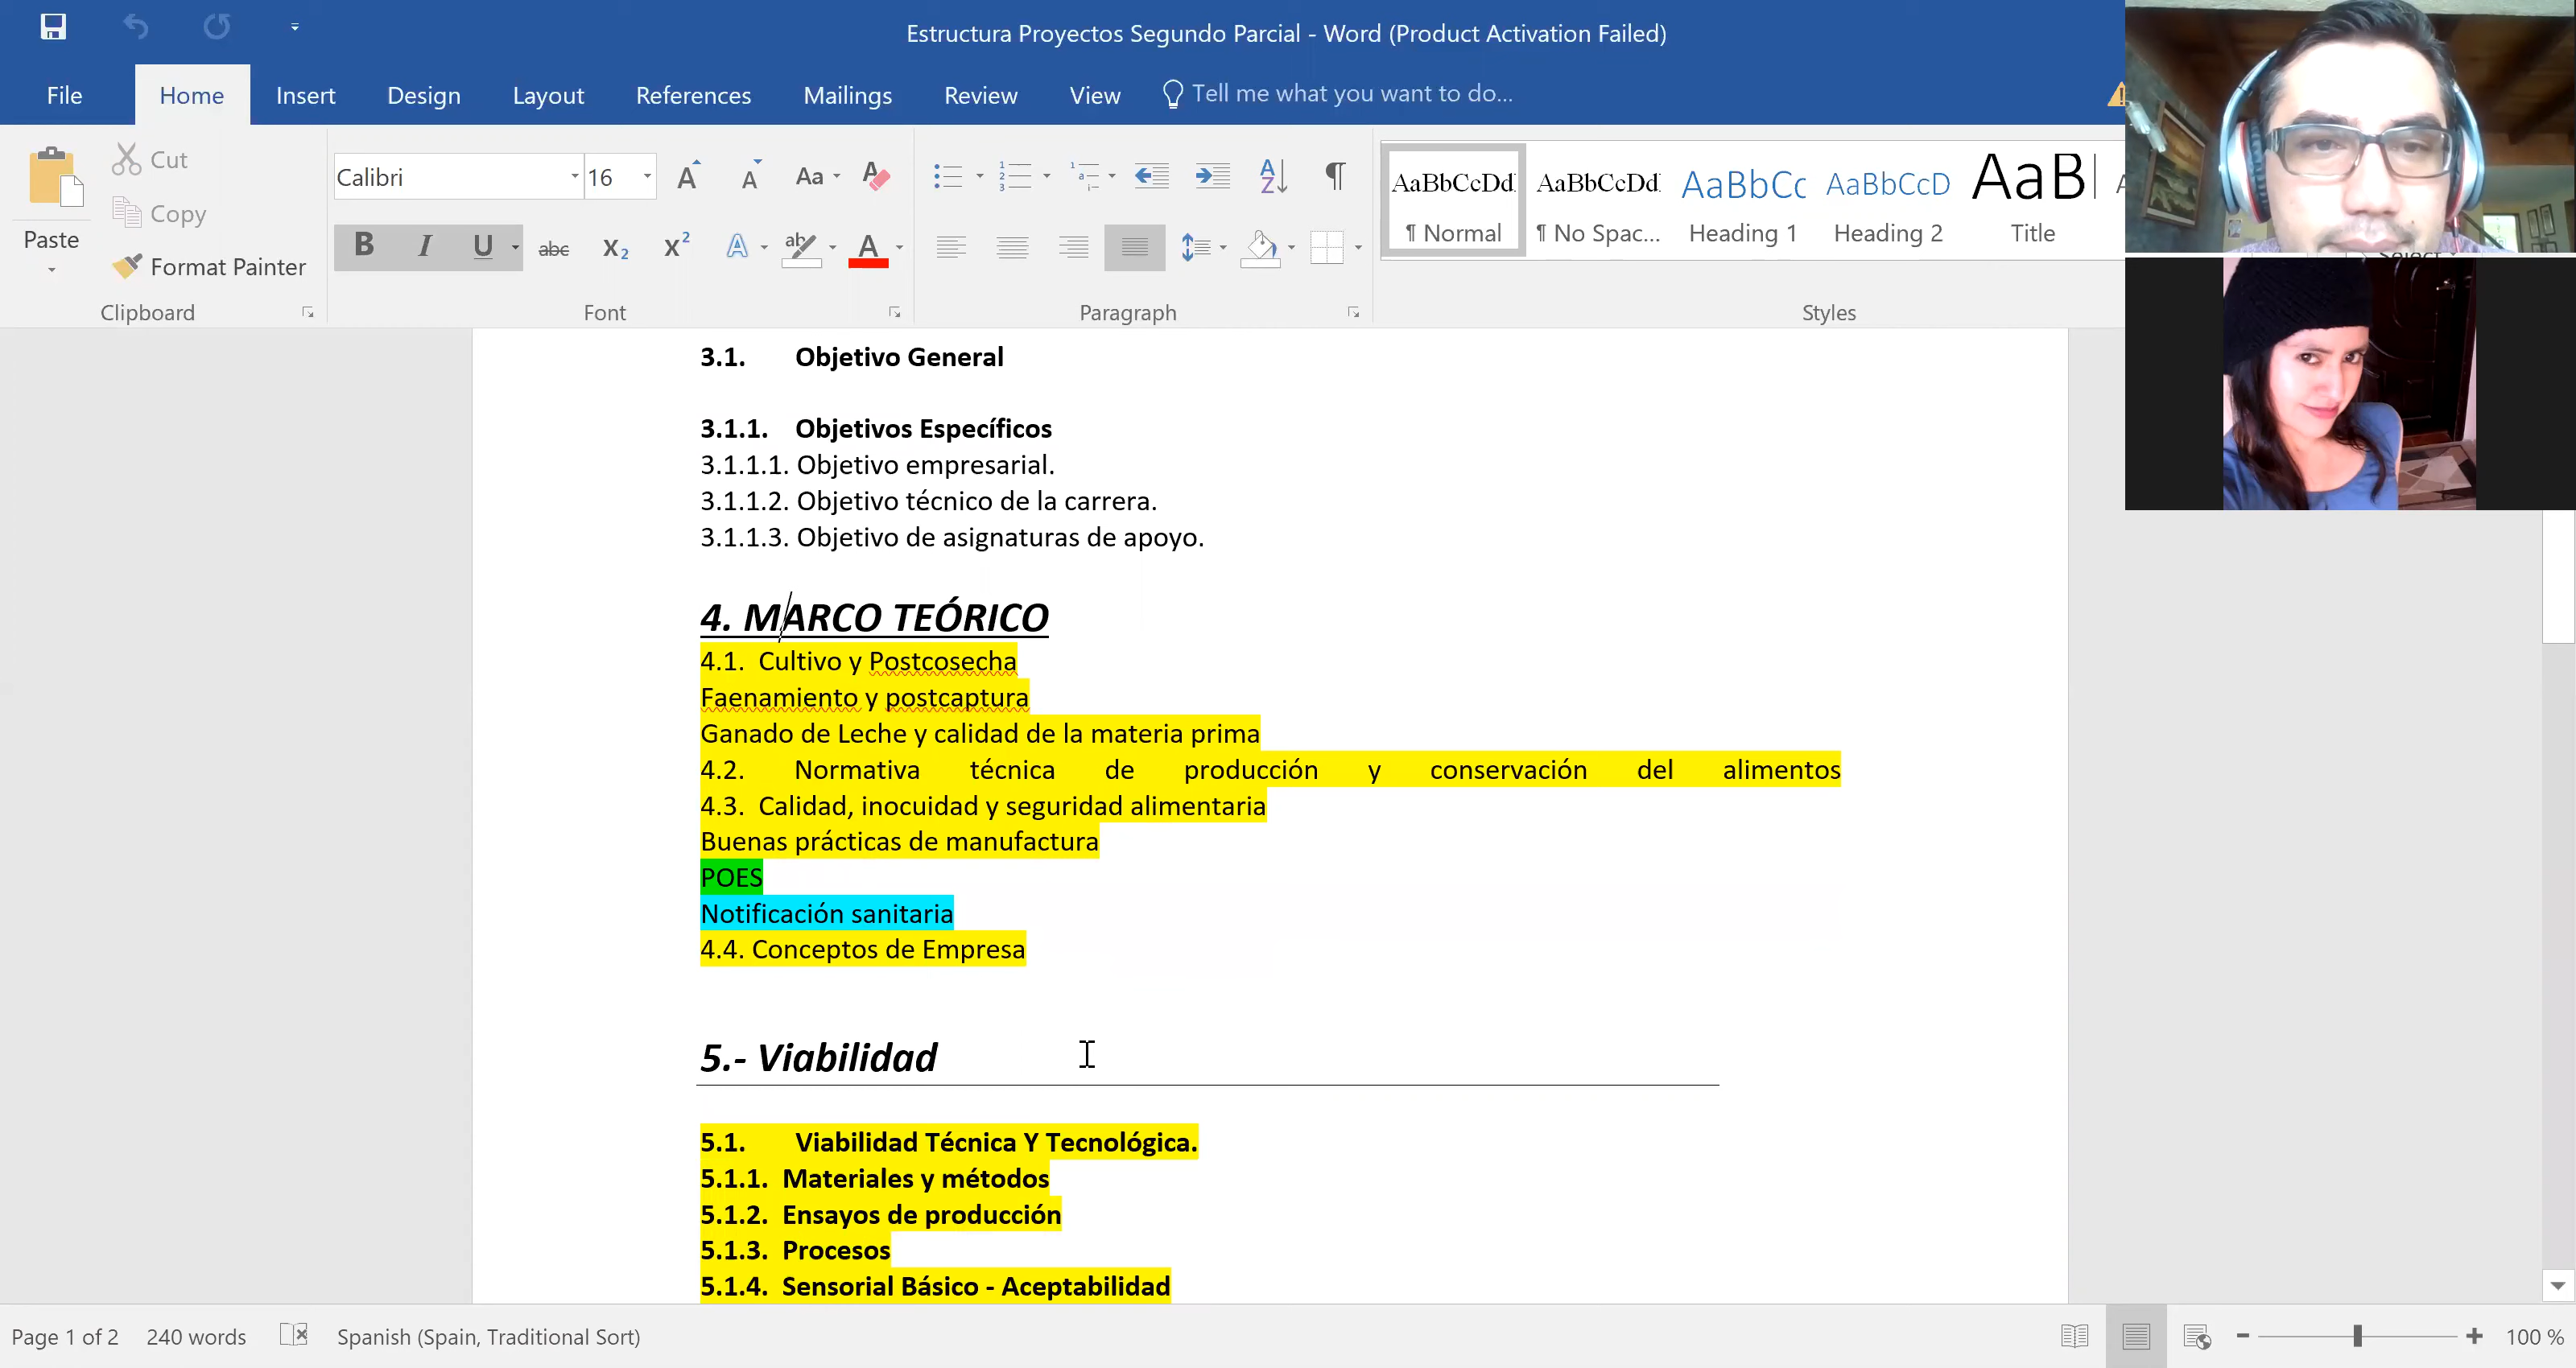 Estructura Proyectos Segundo Parcial - Word (Product Activation Failed)
File Home Insert Design Layout References Mailings Review View Tell me what you want to do...
Paste
Cut
Copy
Format Painter
Clipboard
Calibri 16
Aa
B I U abc X₂ X² A ab A
Font
A Z ¶
Paragraph
AaBbCcDd AaBbCcDd AaBbCc AaBbCcD AaB
¶ Normal ¶ No Spac... Heading 1 Heading 2 Title
Styles
Select
3.1. Objetivo General
3.1.1. Objetivos Específicos
3.1.1.1. Objetivo empresarial.
3.1.1.2. Objetivo técnico de la carrera.
3.1.1.3. Objetivo de asignaturas de apoyo.
4. MARCO TEÓRICO
4.1. Cultivo y Postcosecha
Faenamiento y postcaptura
Ganado de Leche y calidad de la materia prima
4.2. Normativa técnica de producción y conservación del alimentos
4.3. Calidad, inocuidad y seguridad alimentaria
Buenas prácticas de manufactura
POES
Notificación sanitaria
4.4. Conceptos de Empresa
5.- Viabilidad
5.1. Viabilidad Técnica Y Tecnológica.
5.1.1. Materiales y métodos
5.1.2. Ensayos de producción
5.1.3. Procesos
5.1.4. Sensorial Básico - Aceptabilidad
Page 1 of 2 240 words Spanish (Spain, Traditional Sort) 100 %